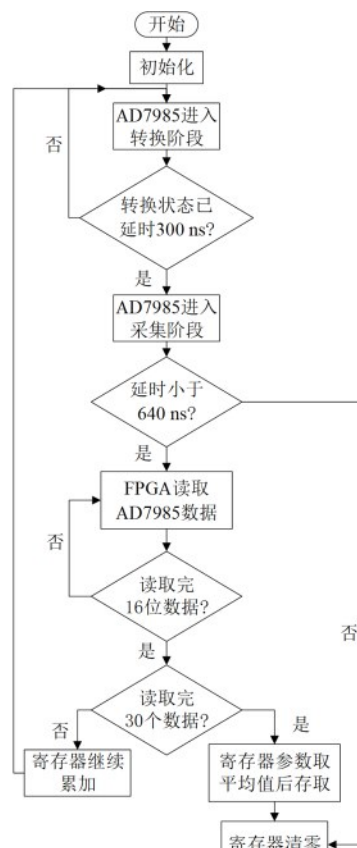 开始
初始化
AD7985进入
转换阶段
否
转换状态已
延时300 ns?
是
AD7985进入
采集阶段
延时小于
640 ns?
是
FPGA读取
AD7985数据
否
读取完
16位数据?
否
是
读取完
30个数据?
否
是
寄存器继续
累加
寄存器参数取
平均值后存取
寄存器清零